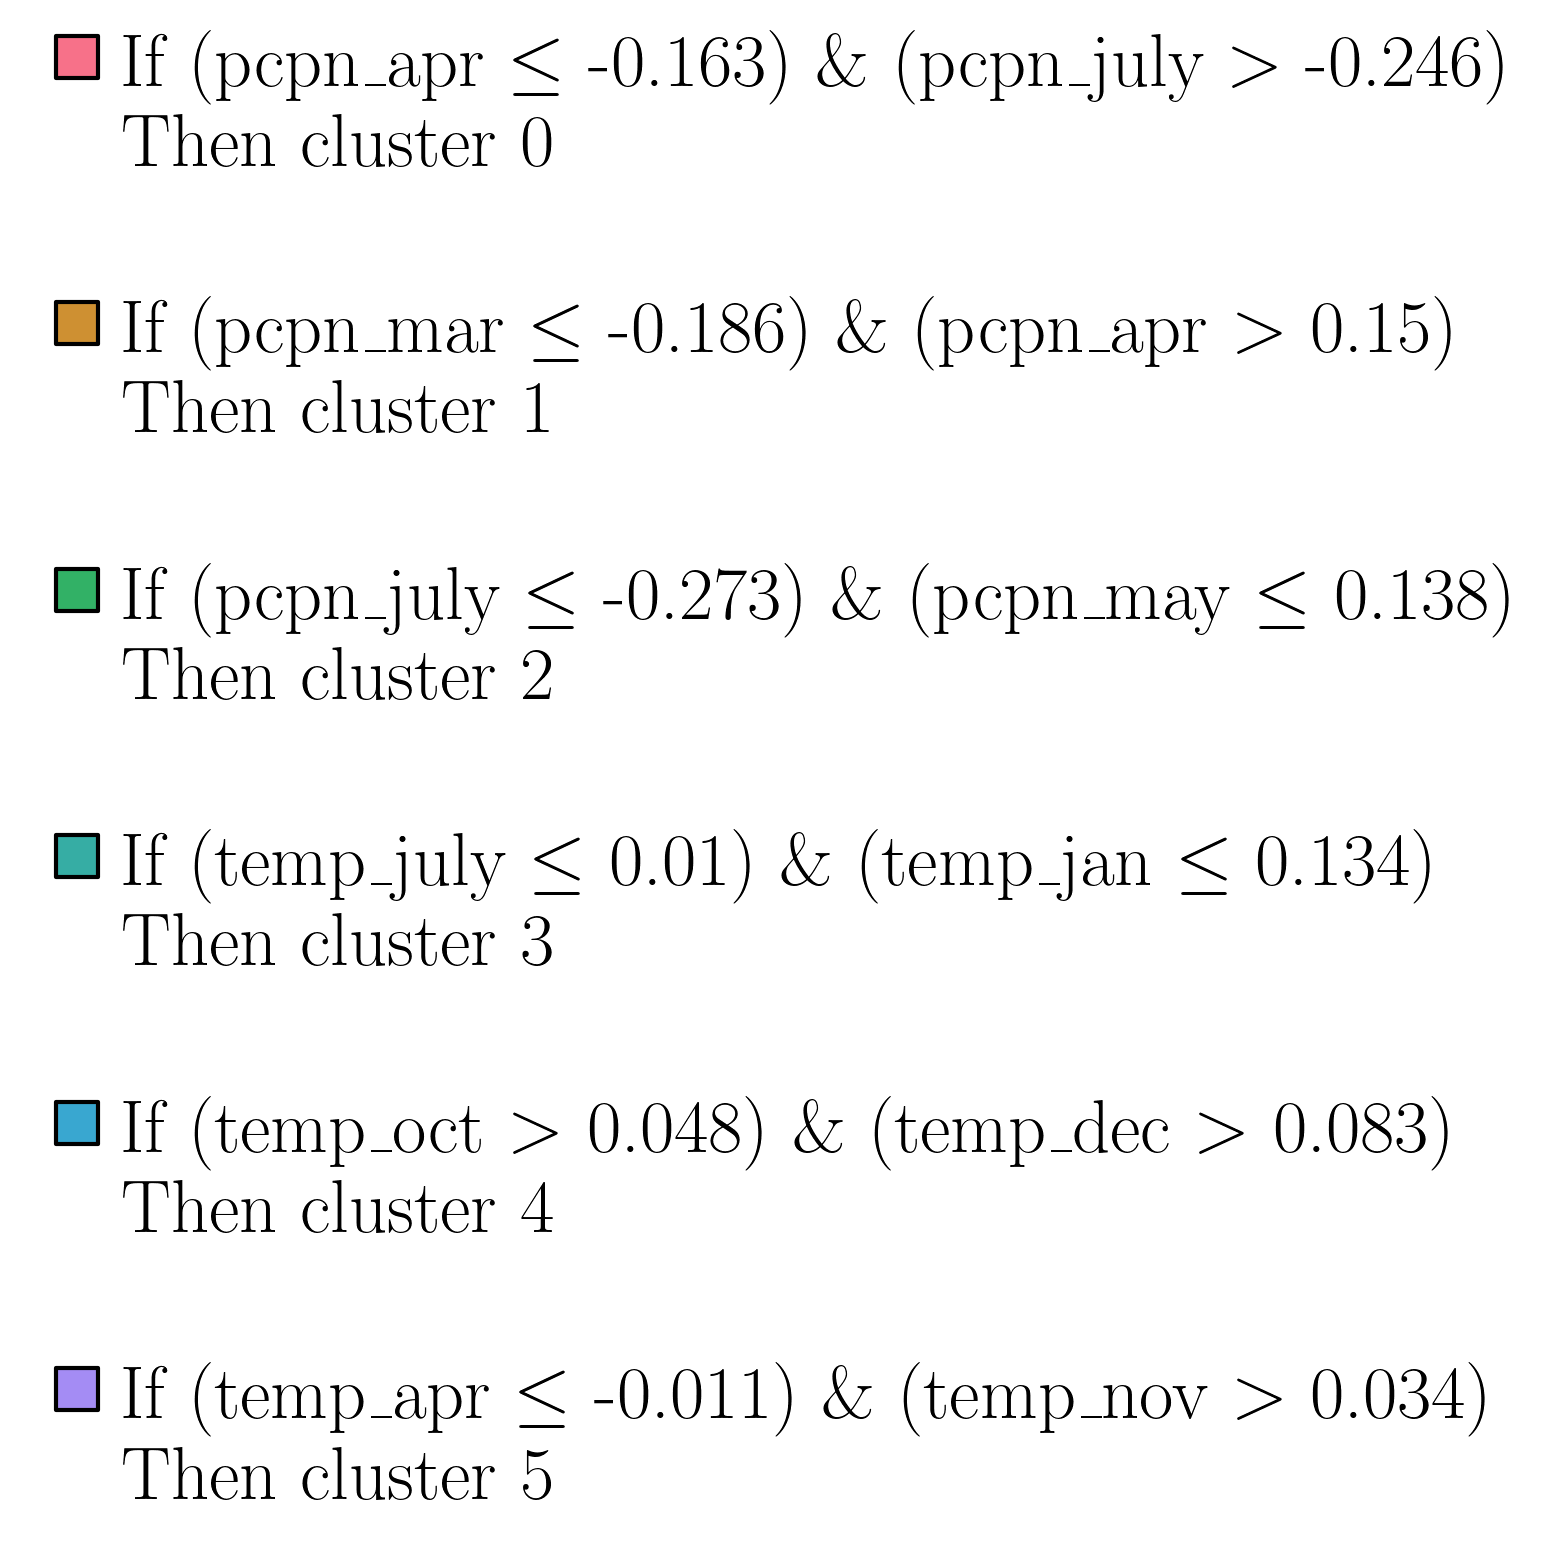 If (pcpn_apr ≤ -0.163) & (pcpn_july > -0.246)
Then cluster 0
If (pcpn_mar ≤ -0.186) & (pcpn_apr > 0.15)
Then cluster 1
If (pcpn_july ≤ -0.273) & (pcpn_may ≤ 0.138)
Then cluster 2
If (temp_july ≤ 0.01) & (temp_jan ≤ 0.134)
Then cluster 3
If (temp_oct > 0.048) & (temp_dec > 0.083)
Then cluster 4
If (temp_apr ≤ -0.011) & (temp_nov > 0.034)
Then cluster 5